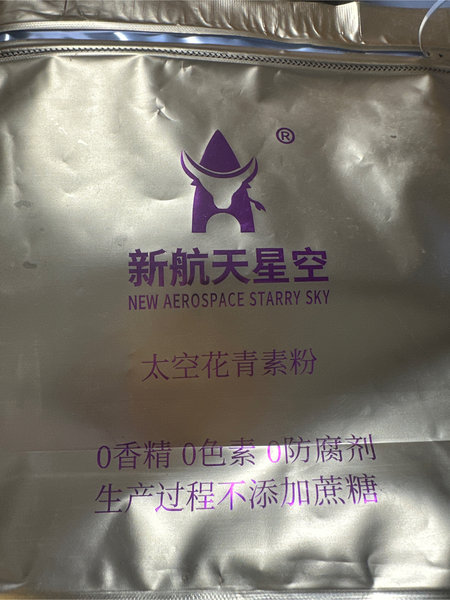 ®
新航天星空
NEW AEROSPACE STARRY SKY
太空花青素粉
0香精 0色素 0防腐剂
生产过程不添加蔗糖